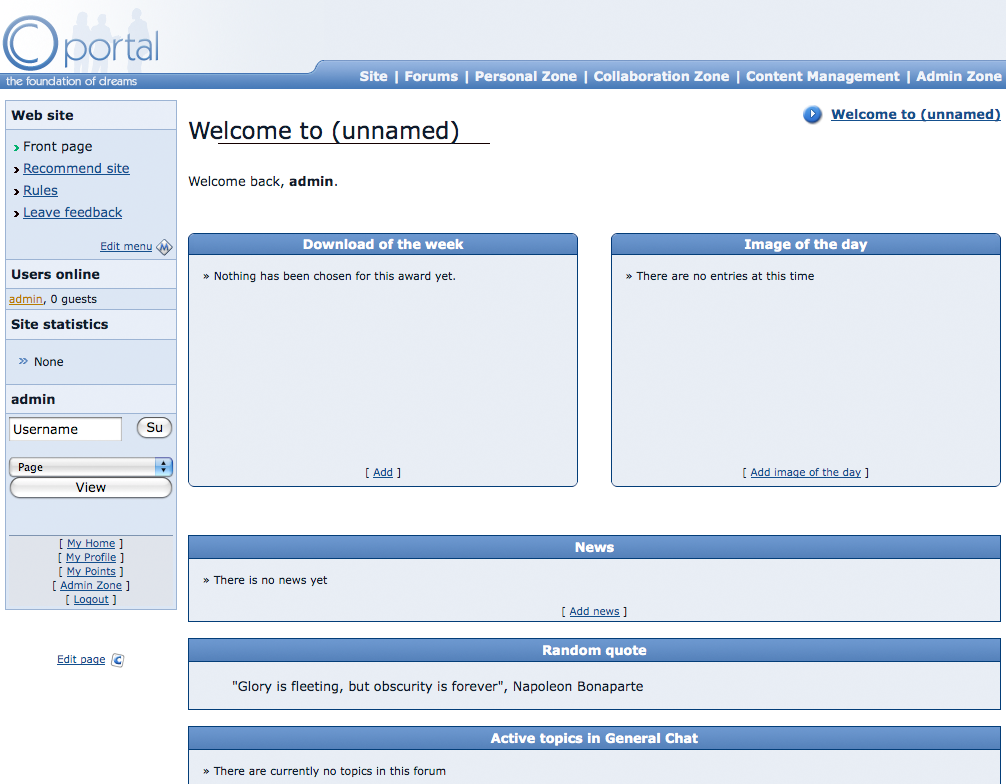 portal
the foundation of dreams
Site | Forums | Personal Zone | Collaboration Zone | Content Management | Admin Zone
Web site
Front page
Recommend site
Rules
Leave feedback
Edit menu
Users online
admin, 0 guests
Site statistics
» None
admin
Username
Su
Page
View
[ My Home ]
[ My Profile ]
[ My Points ]
[ Admin Zone ]
[ Logout ]
Edit page
Welcome to (unnamed)
Welcome to (unnamed)
Welcome back, admin.
Download of the week
» Nothing has been chosen for this award yet.
[ Add ]
Image of the day
» There are no entries at this time
[ Add image of the day ]
News
» There is no news yet
[ Add news ]
Random quote
"Glory is fleeting, but obscurity is forever", Napoleon Bonaparte
Active topics in General Chat
» There are currently no topics in this forum